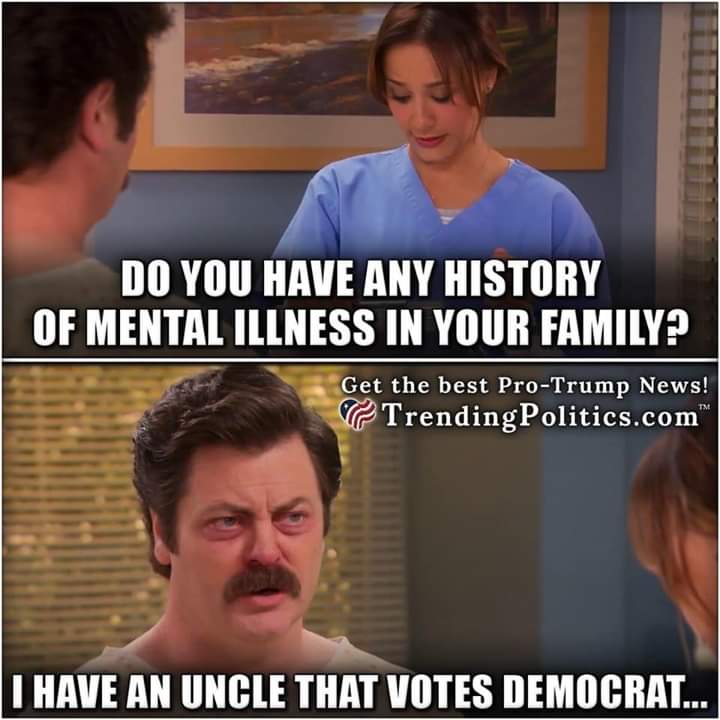 DO YOU HAVE ANY HISTORY
OF MENTAL ILLNESS IN YOUR FAMILY?
Get the best Pro-Trump News!
TrendingPolitics.com™
I HAVE AN UNCLE THAT VOTES DEMOCRAT...